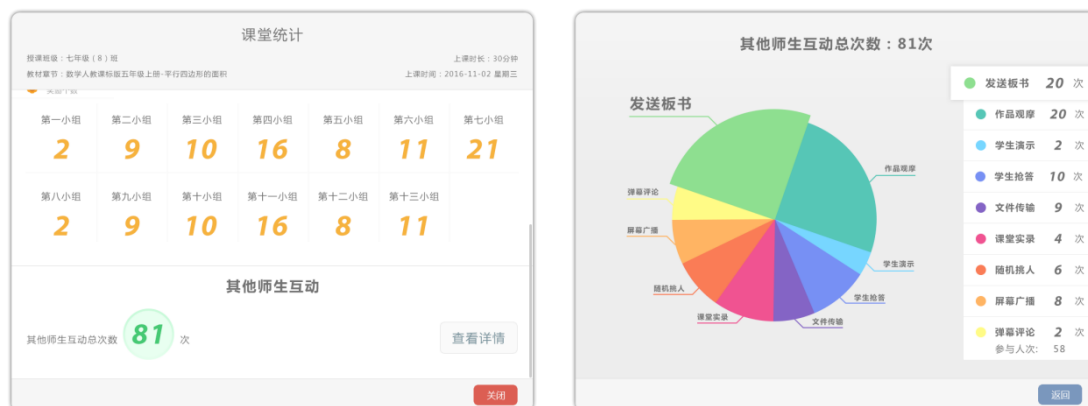 课堂统计
授课班级：七年级（8）班
上课时长：30分钟
教材章节：数学人教课标版五年级上册-平行四边形的面积
上课时间：2016-11-02 星期三
第一小组 第二小组 第三小组 第四小组 第五小组 第六小组 第七小组
2 9 10 16 8 11 21
第八小组 第九小组 第十小组 第十一小组 第十二小组 第十三小组
2 9 10 16 8 11
其他师生互动
其他师生互动总次数 81 次
查看详情
关闭
其他师生互动总次数：81次
发送板书
作品观摩
弹幕评论
屏幕广播
学生演示
随机挑人
学生抢答
课堂实录
文件传输
发送板书 20 次
作品观摩 20 次
学生演示 2 次
学生抢答 10 次
文件传输 9 次
课堂实录 4 次
随机挑人 6 次
屏幕广播 8 次
弹幕评论 2 次
参与人次: 58
返回